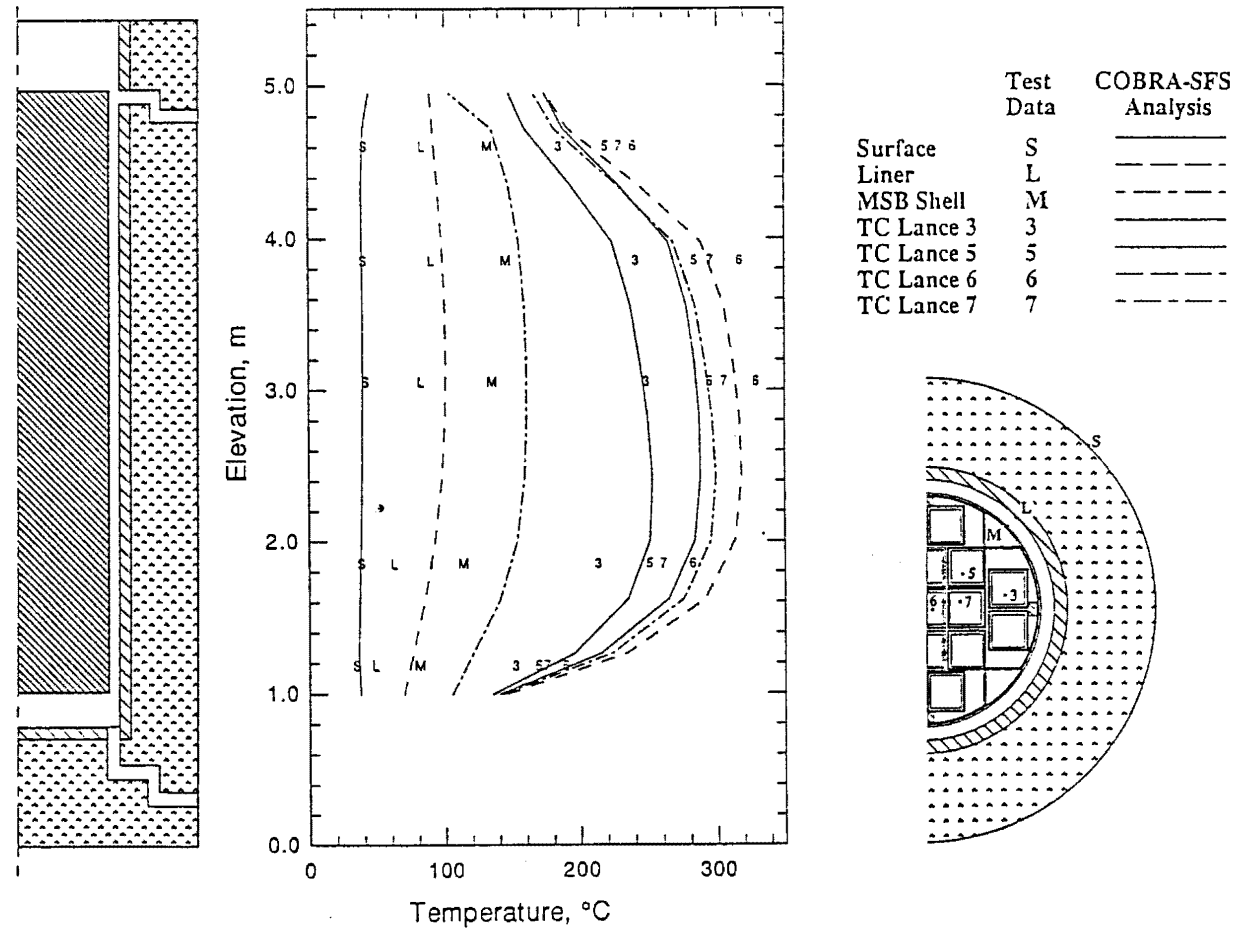 5.0
4.0
3.0
2.0
1.0
0.0
Elevation, m
0 100 200 300
Temperature, °C
S L M 3 5 7 6
S L M 3 5 7 6
S L M 3 6 7 6
S L M 3 5 7 6
S L M 3 5 7
Test Data COBRA-SFS Analysis
Surface S
Liner L
MSB Shell M
TC Lance 3 3
TC Lance 5 5
TC Lance 6 6
TC Lance 7 7
S
L
M
5
3
6 7